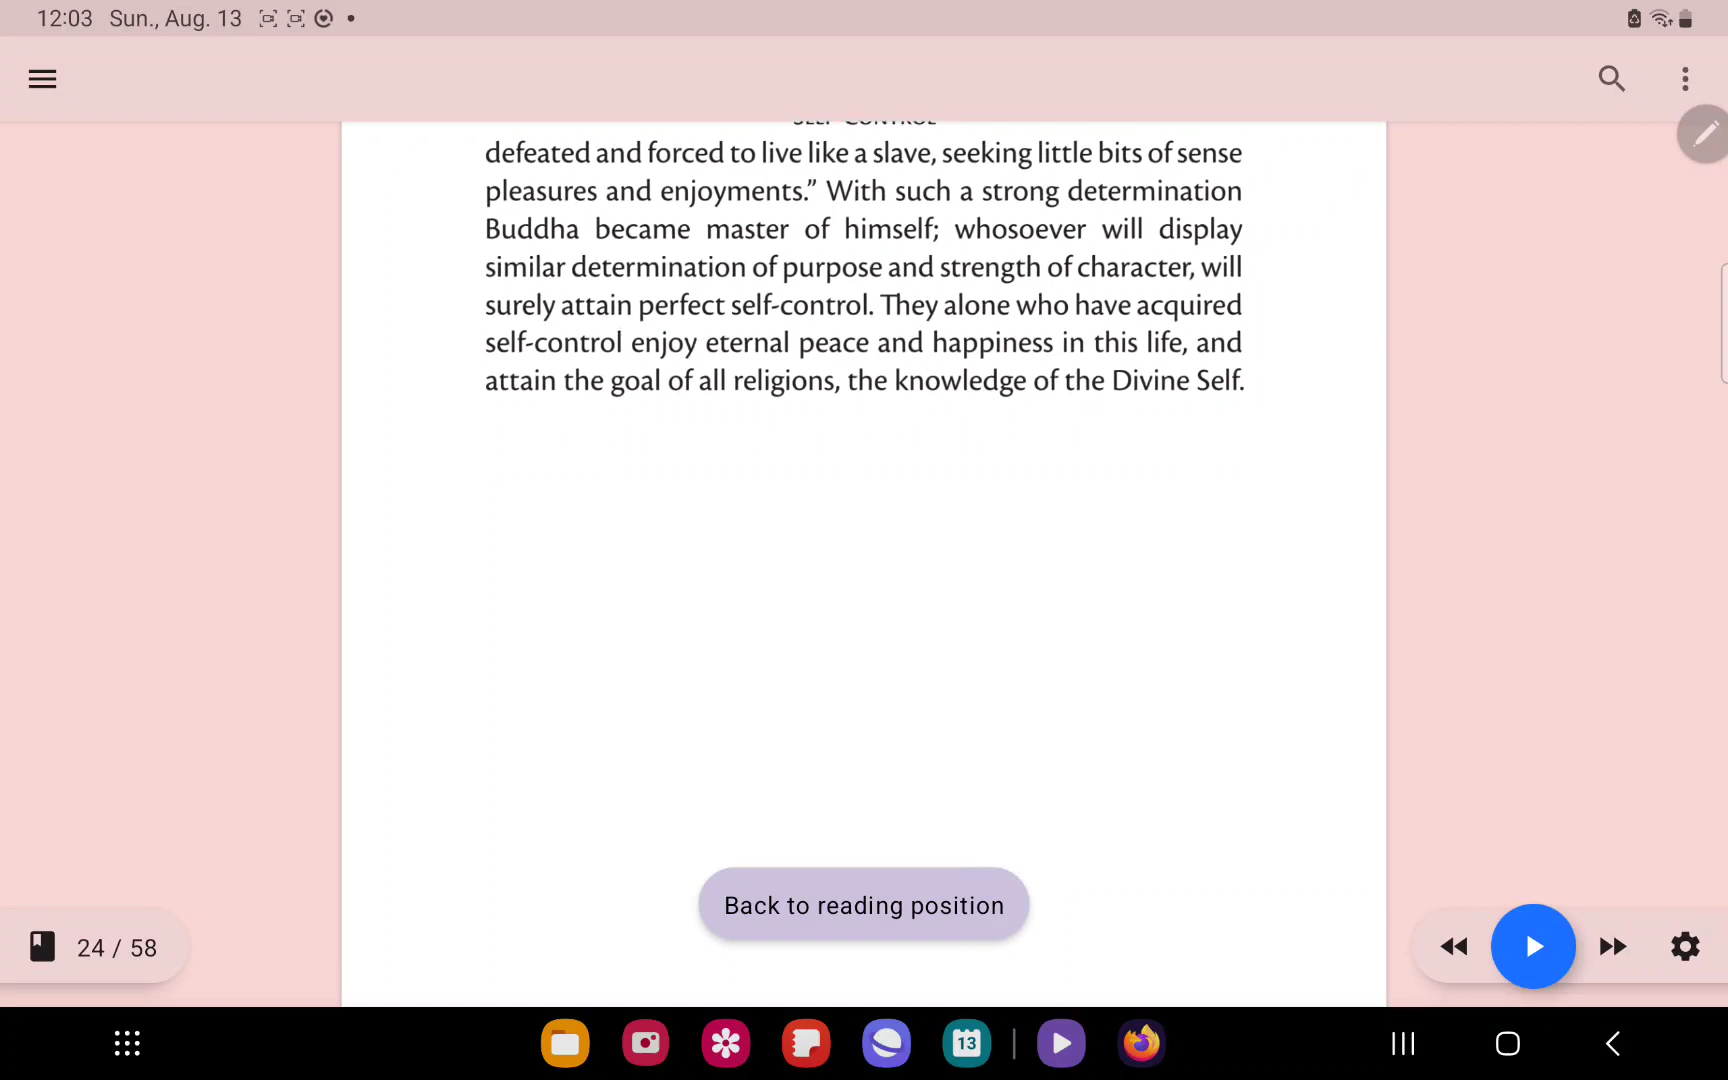 12:03 Sun., Aug. 13
SELF-CONTROL
defeated and forced to live like a slave, seeking little bits of sense
pleasures and enjoyments.” With such a strong determination
Buddha became master of himself; whosoever will display
similar determination of purpose and strength of character, will
surely attain perfect self-control. They alone who have acquired
self-control enjoy eternal peace and happiness in this life, and
attain the goal of all religions, the knowledge of the Divine Self.
Back to reading position
24 / 58
13